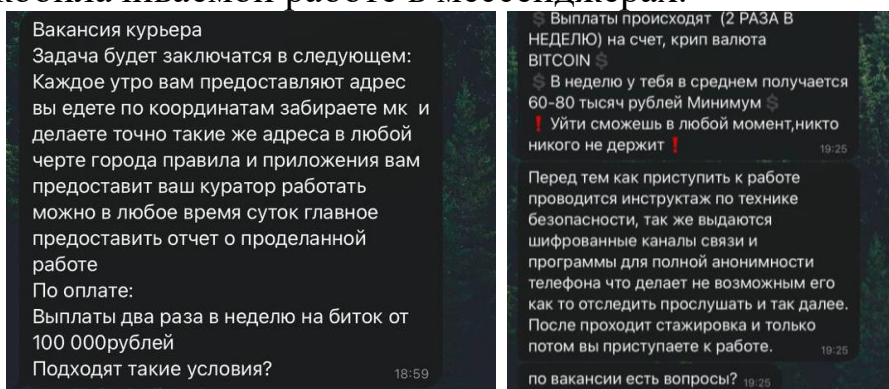 Вакансия курьера
Задача будет заключатся в следующем:
Каждое утро вам предоставляют адрес
вы едете по координатам забираете мк и
делаете точно такие же адреса в любой
черте города правила и приложения вам
предоставит ваш куратор работать
можно в любое время суток главное
предоставить отчет о проделанной
работе
По оплате:
Выплаты два раза в неделю на биток от
100 000рублей
Подходят такие условия?
18:59
Выплаты происходят (2 РАЗА В
НЕДЕЛЮ) на счет, крип валюта
BITCOIN
В неделю у тебя в среднем получается
60-80 тысяч рублей Минимум
Уйти сможешь в любой момент,никто
никого не держит
19:25
Перед тем как приступить к работе
проводится инструктаж по технике
безопасности, так же выдаются
шифрованные каналы связи и
программы для полной анонимности
телефона что делает не возможным его
как то отследить прослушать и так далее.
После проходит стажировка и только
потом вы приступаете к работе.
19:25
по вакансии есть вопросы?
19:25